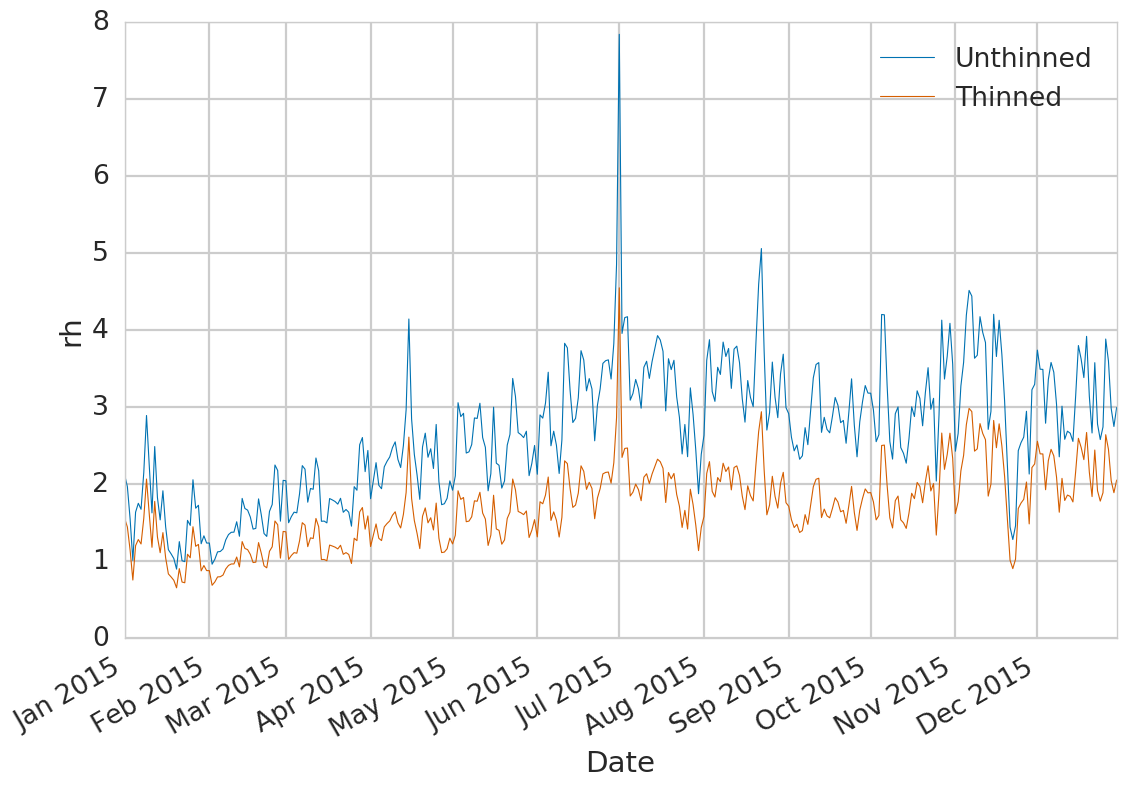 8
7
6
5
4
3
2
1
0
rh
Unthinned
Thinned
Jan 2015
Feb 2015
Mar 2015
Apr 2015
May 2015
Jun 2015
Jul 2015
Aug 2015
Sep 2015
Oct 2015
Nov 2015
Dec 2015
Date